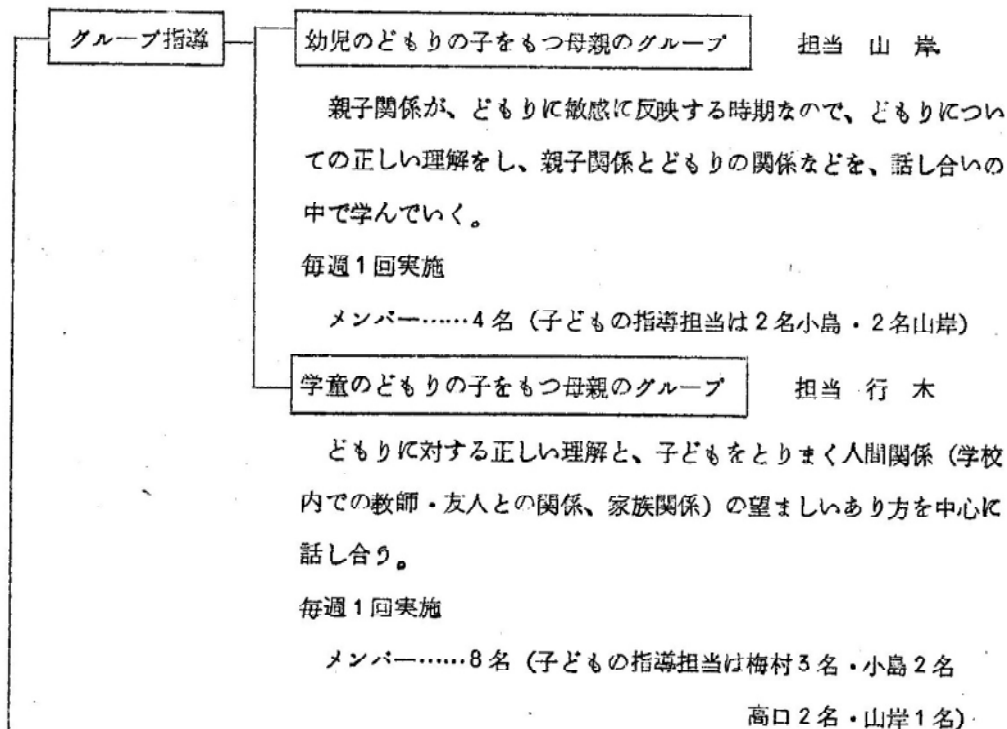 グループ指導
幼児のどもりの子をもつ母親のグループ 担当 山岸
親子関係が、どもりに敏感に反映する時期なので、どもりについ
ての正しい理解をし、親子関係とどもりの関係などを、話し合いの
中で学んでいく。
毎週1回実施
メンバー……4名(子どもの指導担当は2名小島・2名山岸)
学童のどもりの子をもつ母親のグループ 担当 行木
どもりに対する正しい理解と、子どもをとりまく人間関係(学校
内での教師・友人との関係、家族関係)の望ましいあり方を中心に
話し合う。
毎週1回実施
メンバー……8名(子どもの指導担当は梅村3名・小島2名
高口2名・山岸1名)